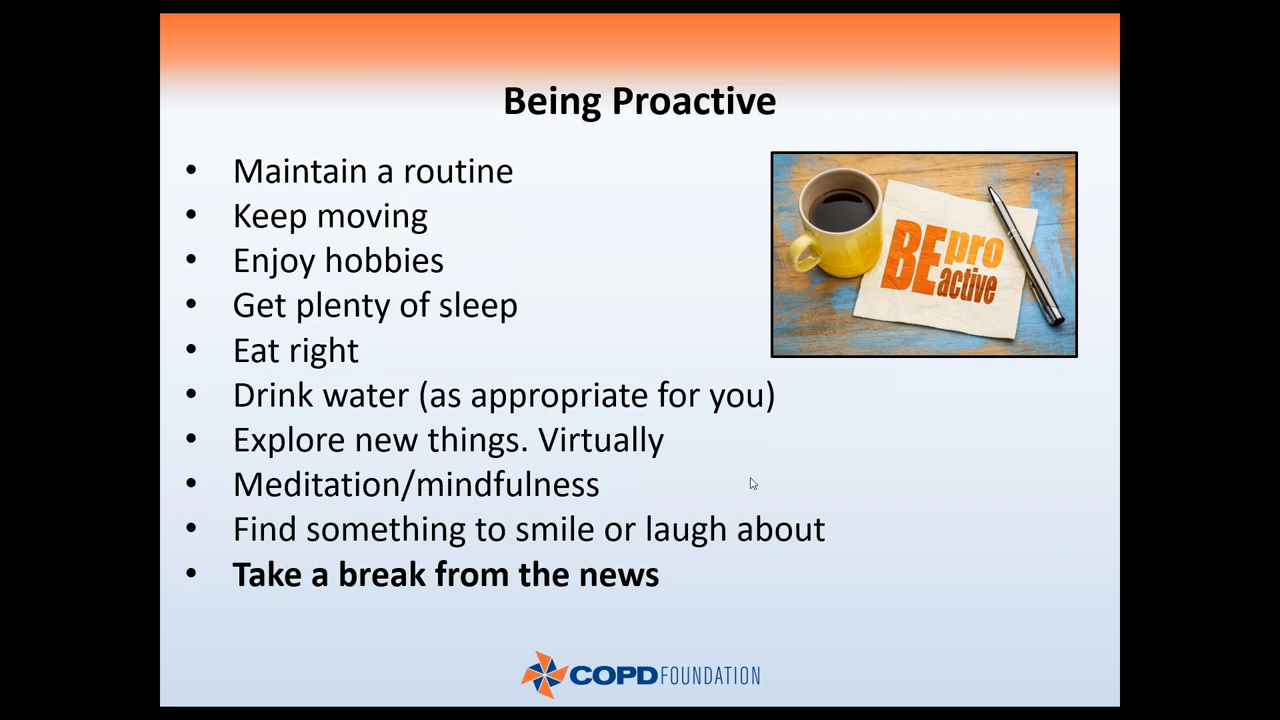 Being Proactive
• Maintain a routine
• Keep moving
• Enjoy hobbies
• Get plenty of sleep
• Eat right
• Drink water (as appropriate for you)
• Explore new things. Virtually
• Meditation/mindfulness
• Find something to smile or laugh about
• Take a break from the news
BE pro
active
COPD FOUNDATION